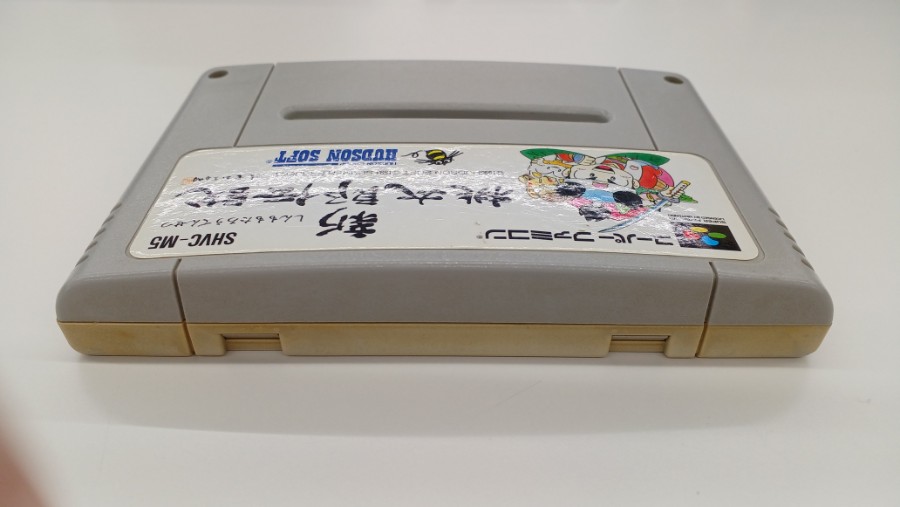 スーパーファミコン
新
桃太郎伝説
しんももたろうでんせつ
HUDSON SOFT
SHVC-M5